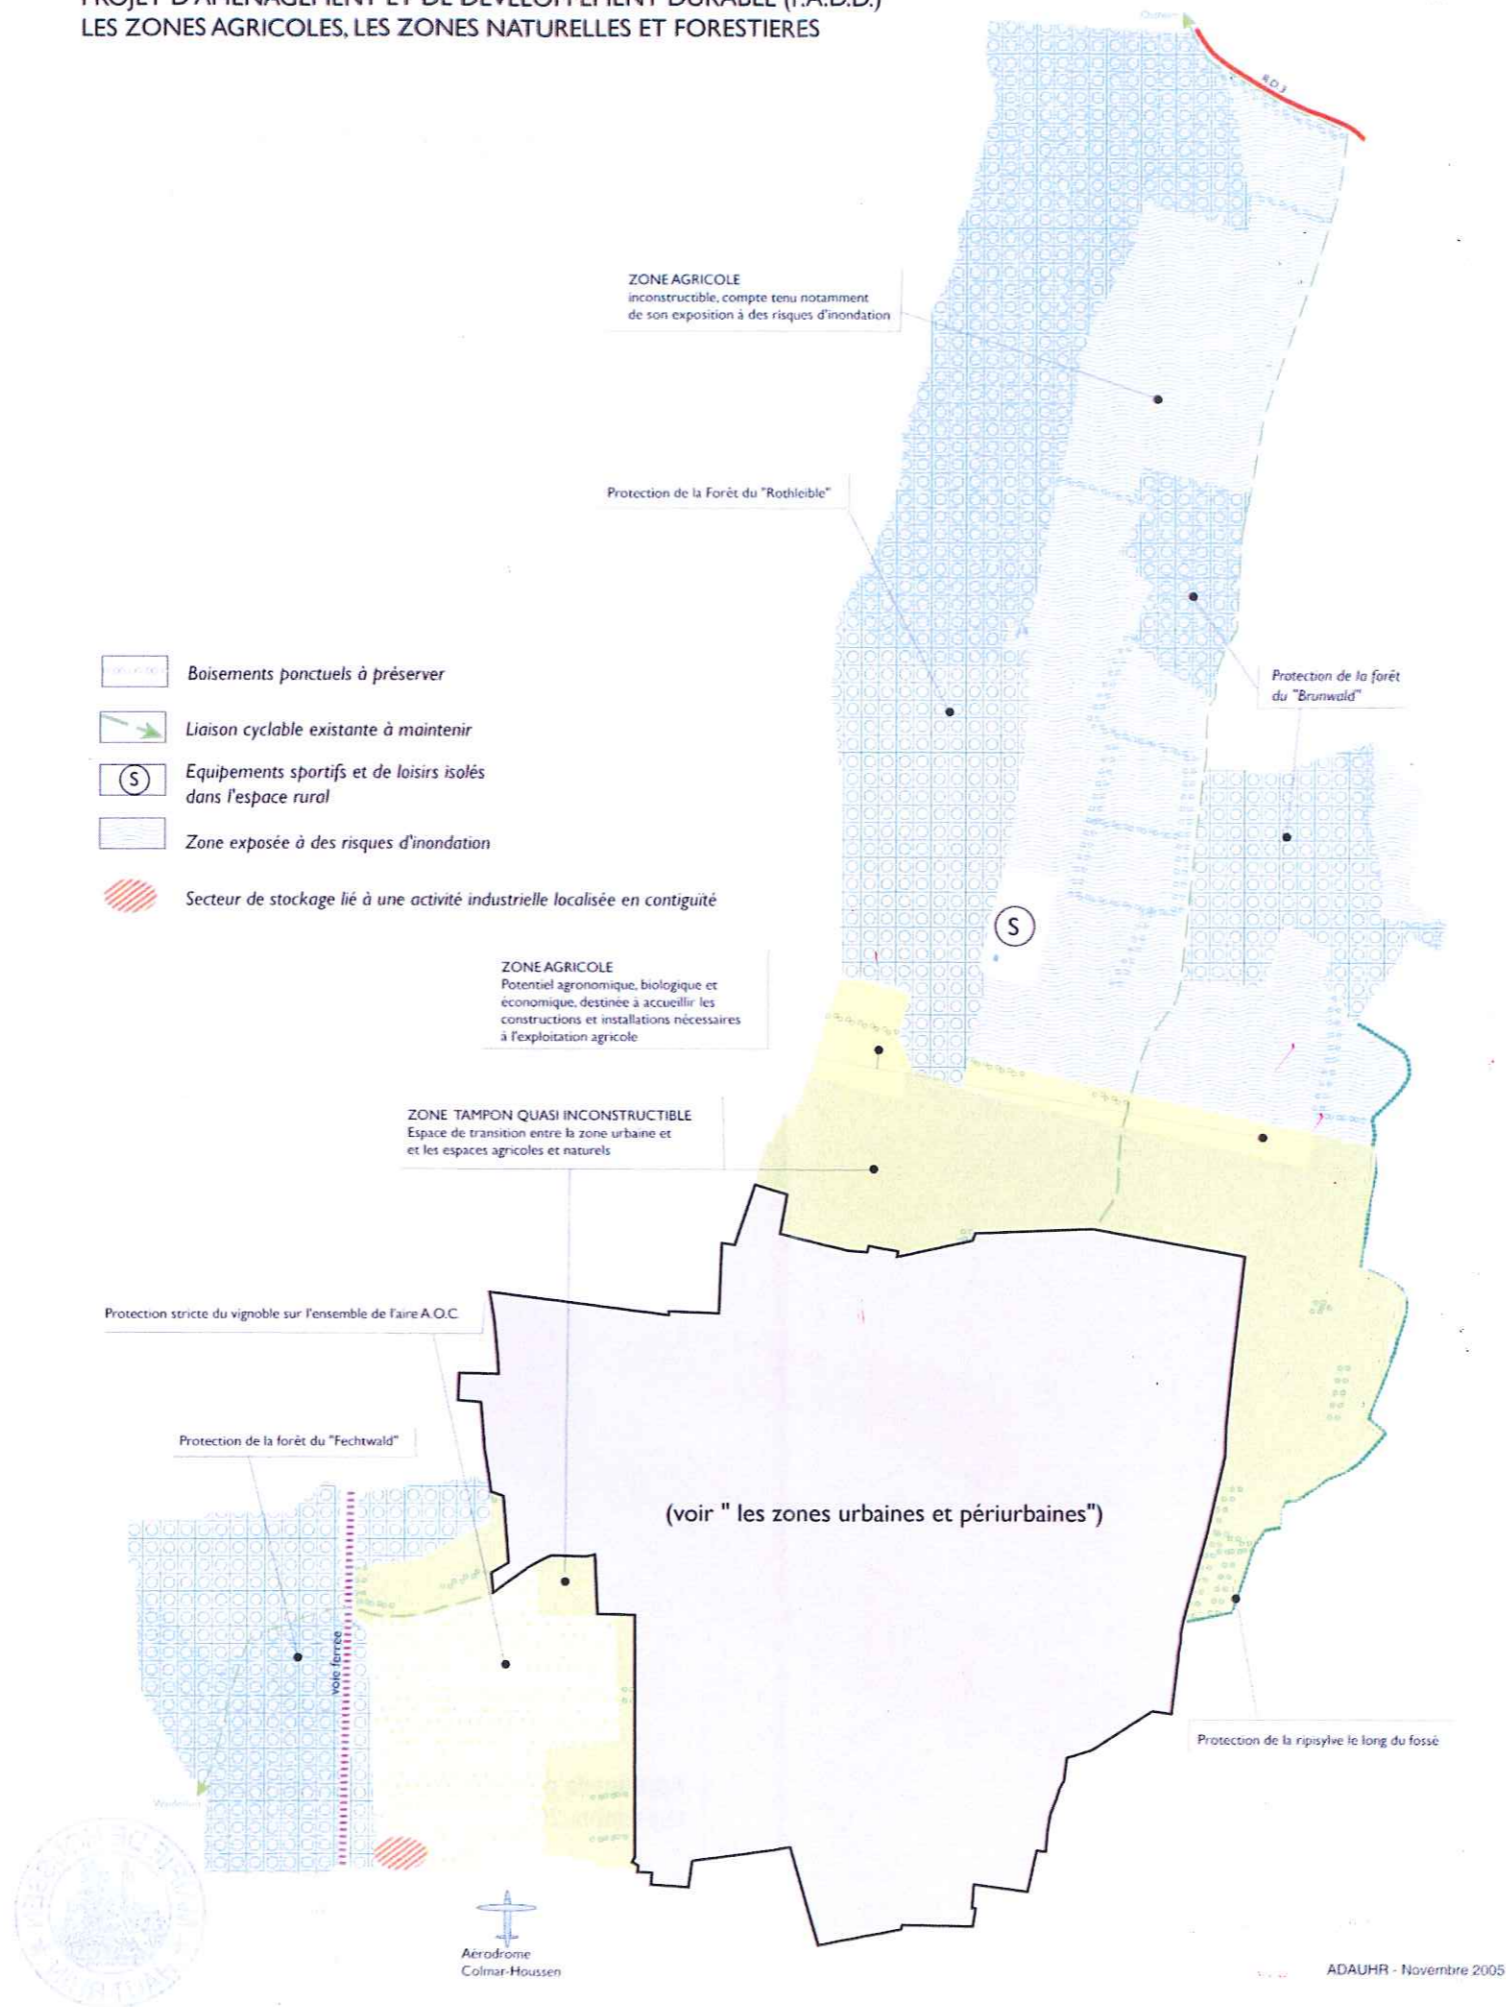 PROJET D'AMENAGEMENT ET DE DEVELOPPEMENT DURABLE (P.A.D.D.)
LES ZONES AGRICOLES, LES ZONES NATURELLES ET FORESTIERES
R.D.3
ZONE AGRICOLE
inconstructible, compte tenu notamment
de son exposition à des risques d'inondation
Protection de la Forêt du "Rothleible"
Boisements ponctuels à préserver
Liaison cyclable existante à maintenir
S
Equipements sportifs et de loisirs isolés
dans l'espace rural
Zone exposée à des risques d'inondation
Secteur de stockage lié à une activité industrielle localisée en contiguïté
Protection de la forêt
du "Brunwald"
S
ZONE AGRICOLE
Potentiel agronomique, biologique et
économique, destinée à accueillir les
constructions et installations nécessaires
à l'exploitation agricole
ZONE TAMPON QUASI INCONSTRUCTIBLE
Espace de transition entre la zone urbaine et
et les espaces agricoles et naturels
Protection stricte du vignoble sur l'ensemble de l'aire A.O.C
Protection de la forêt du "Fechtwald"
(voir " les zones urbaines et périurbaines")
voie ferrée
Protection de la ripisylve le long du fossé
Aérodrome
Colmar-Houssen
ADAUHR - Novembre 2005